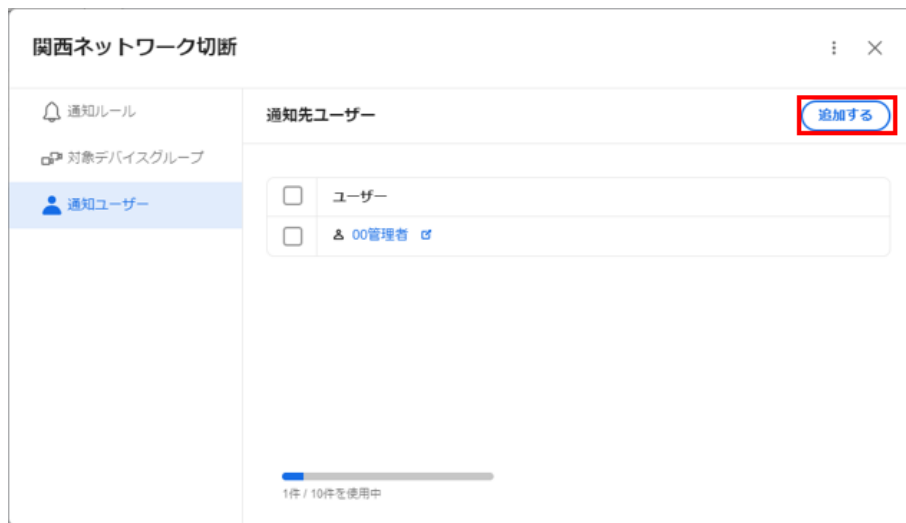 関西ネットワーク切断
通知ルール
対象デバイスグループ
通知ユーザー
通知先ユーザー
追加する
ユーザー
00管理者
1件 / 10件を使用中